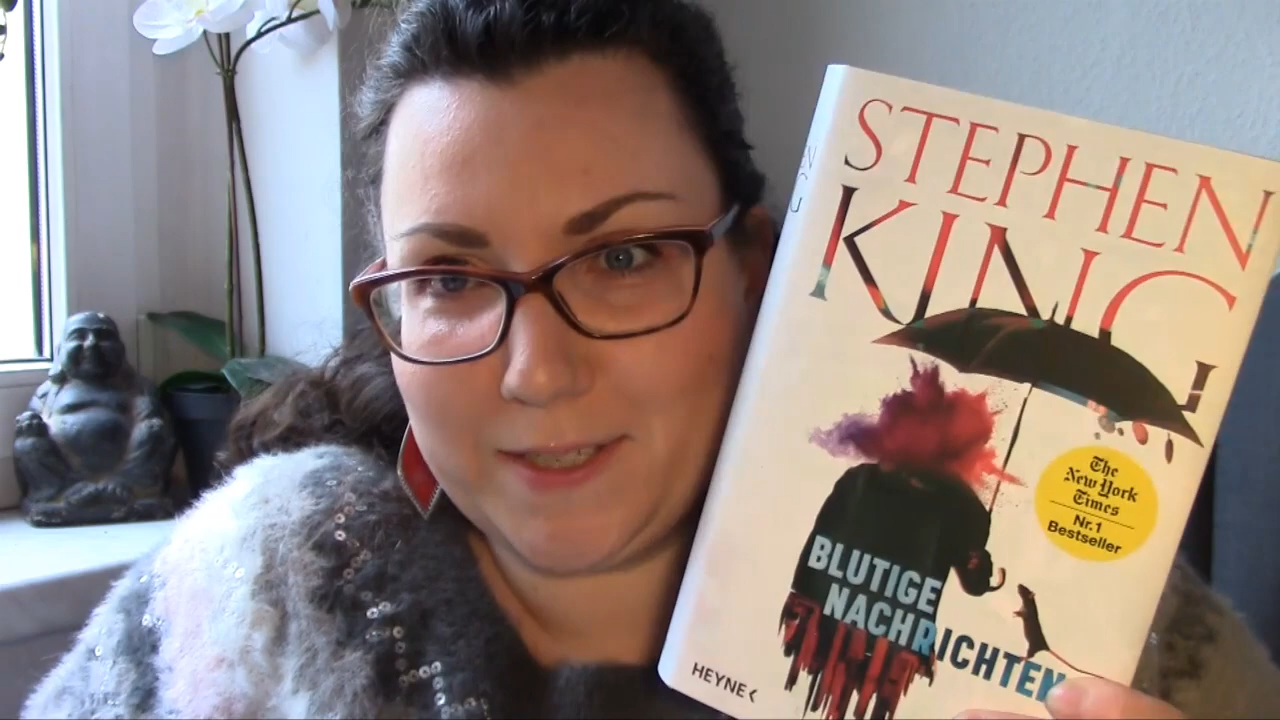 STEPHEN
KING
The
New York
Times
Nr. 1
Bestseller
BLUTIGE
NACHRICHTEN
HEYNE<